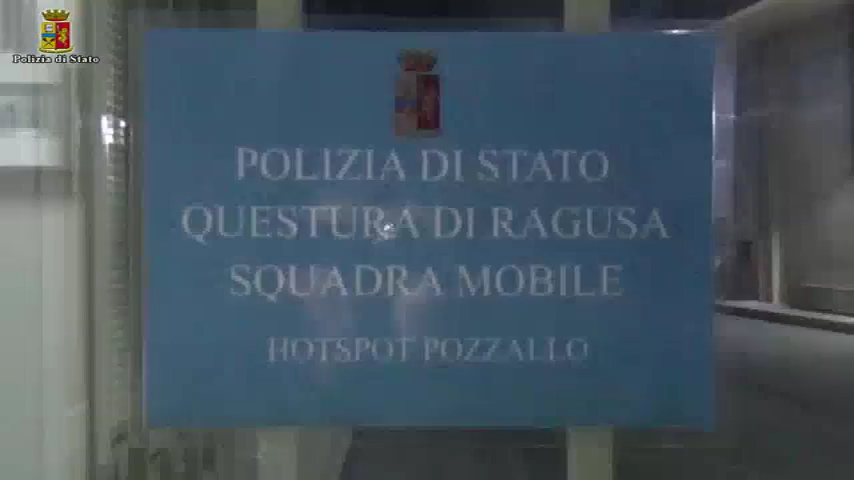 Polizia di Stato
POLIZIA DI STATO
QUESTURA DI RAGUSA
SQUADRA MOBILE
HOTSPOT POZZALLO